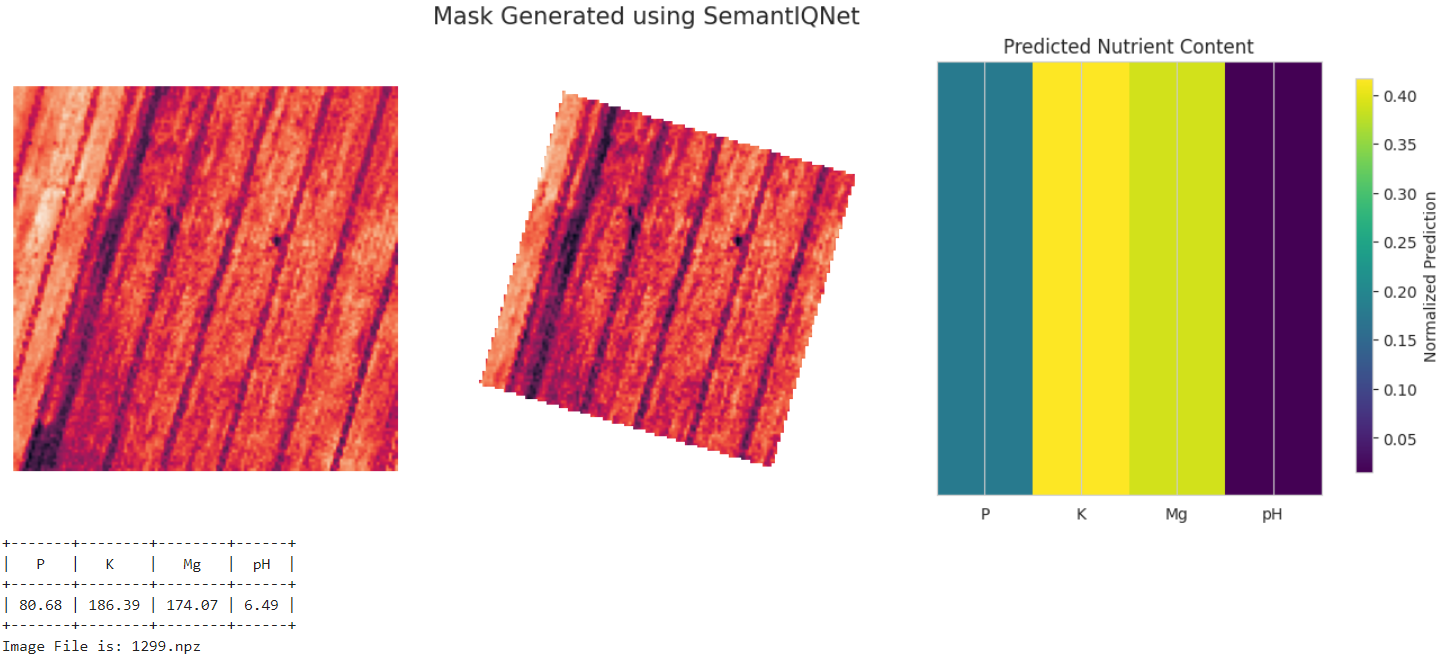 Mask Generated using SemantIQNet
Predicted Nutrient Content
0.40
0.35
0.30
0.25
0.20
0.15
0.10
0.05
Normalized Prediction
P K Mg pH
+-------+--------+--------+------+
| P | K | Mg | pH |
+-------+--------+--------+------+
| 80.68 | 186.39 | 174.07 | 6.49 |
+-------+--------+--------+------+
Image File is: 1299.npz